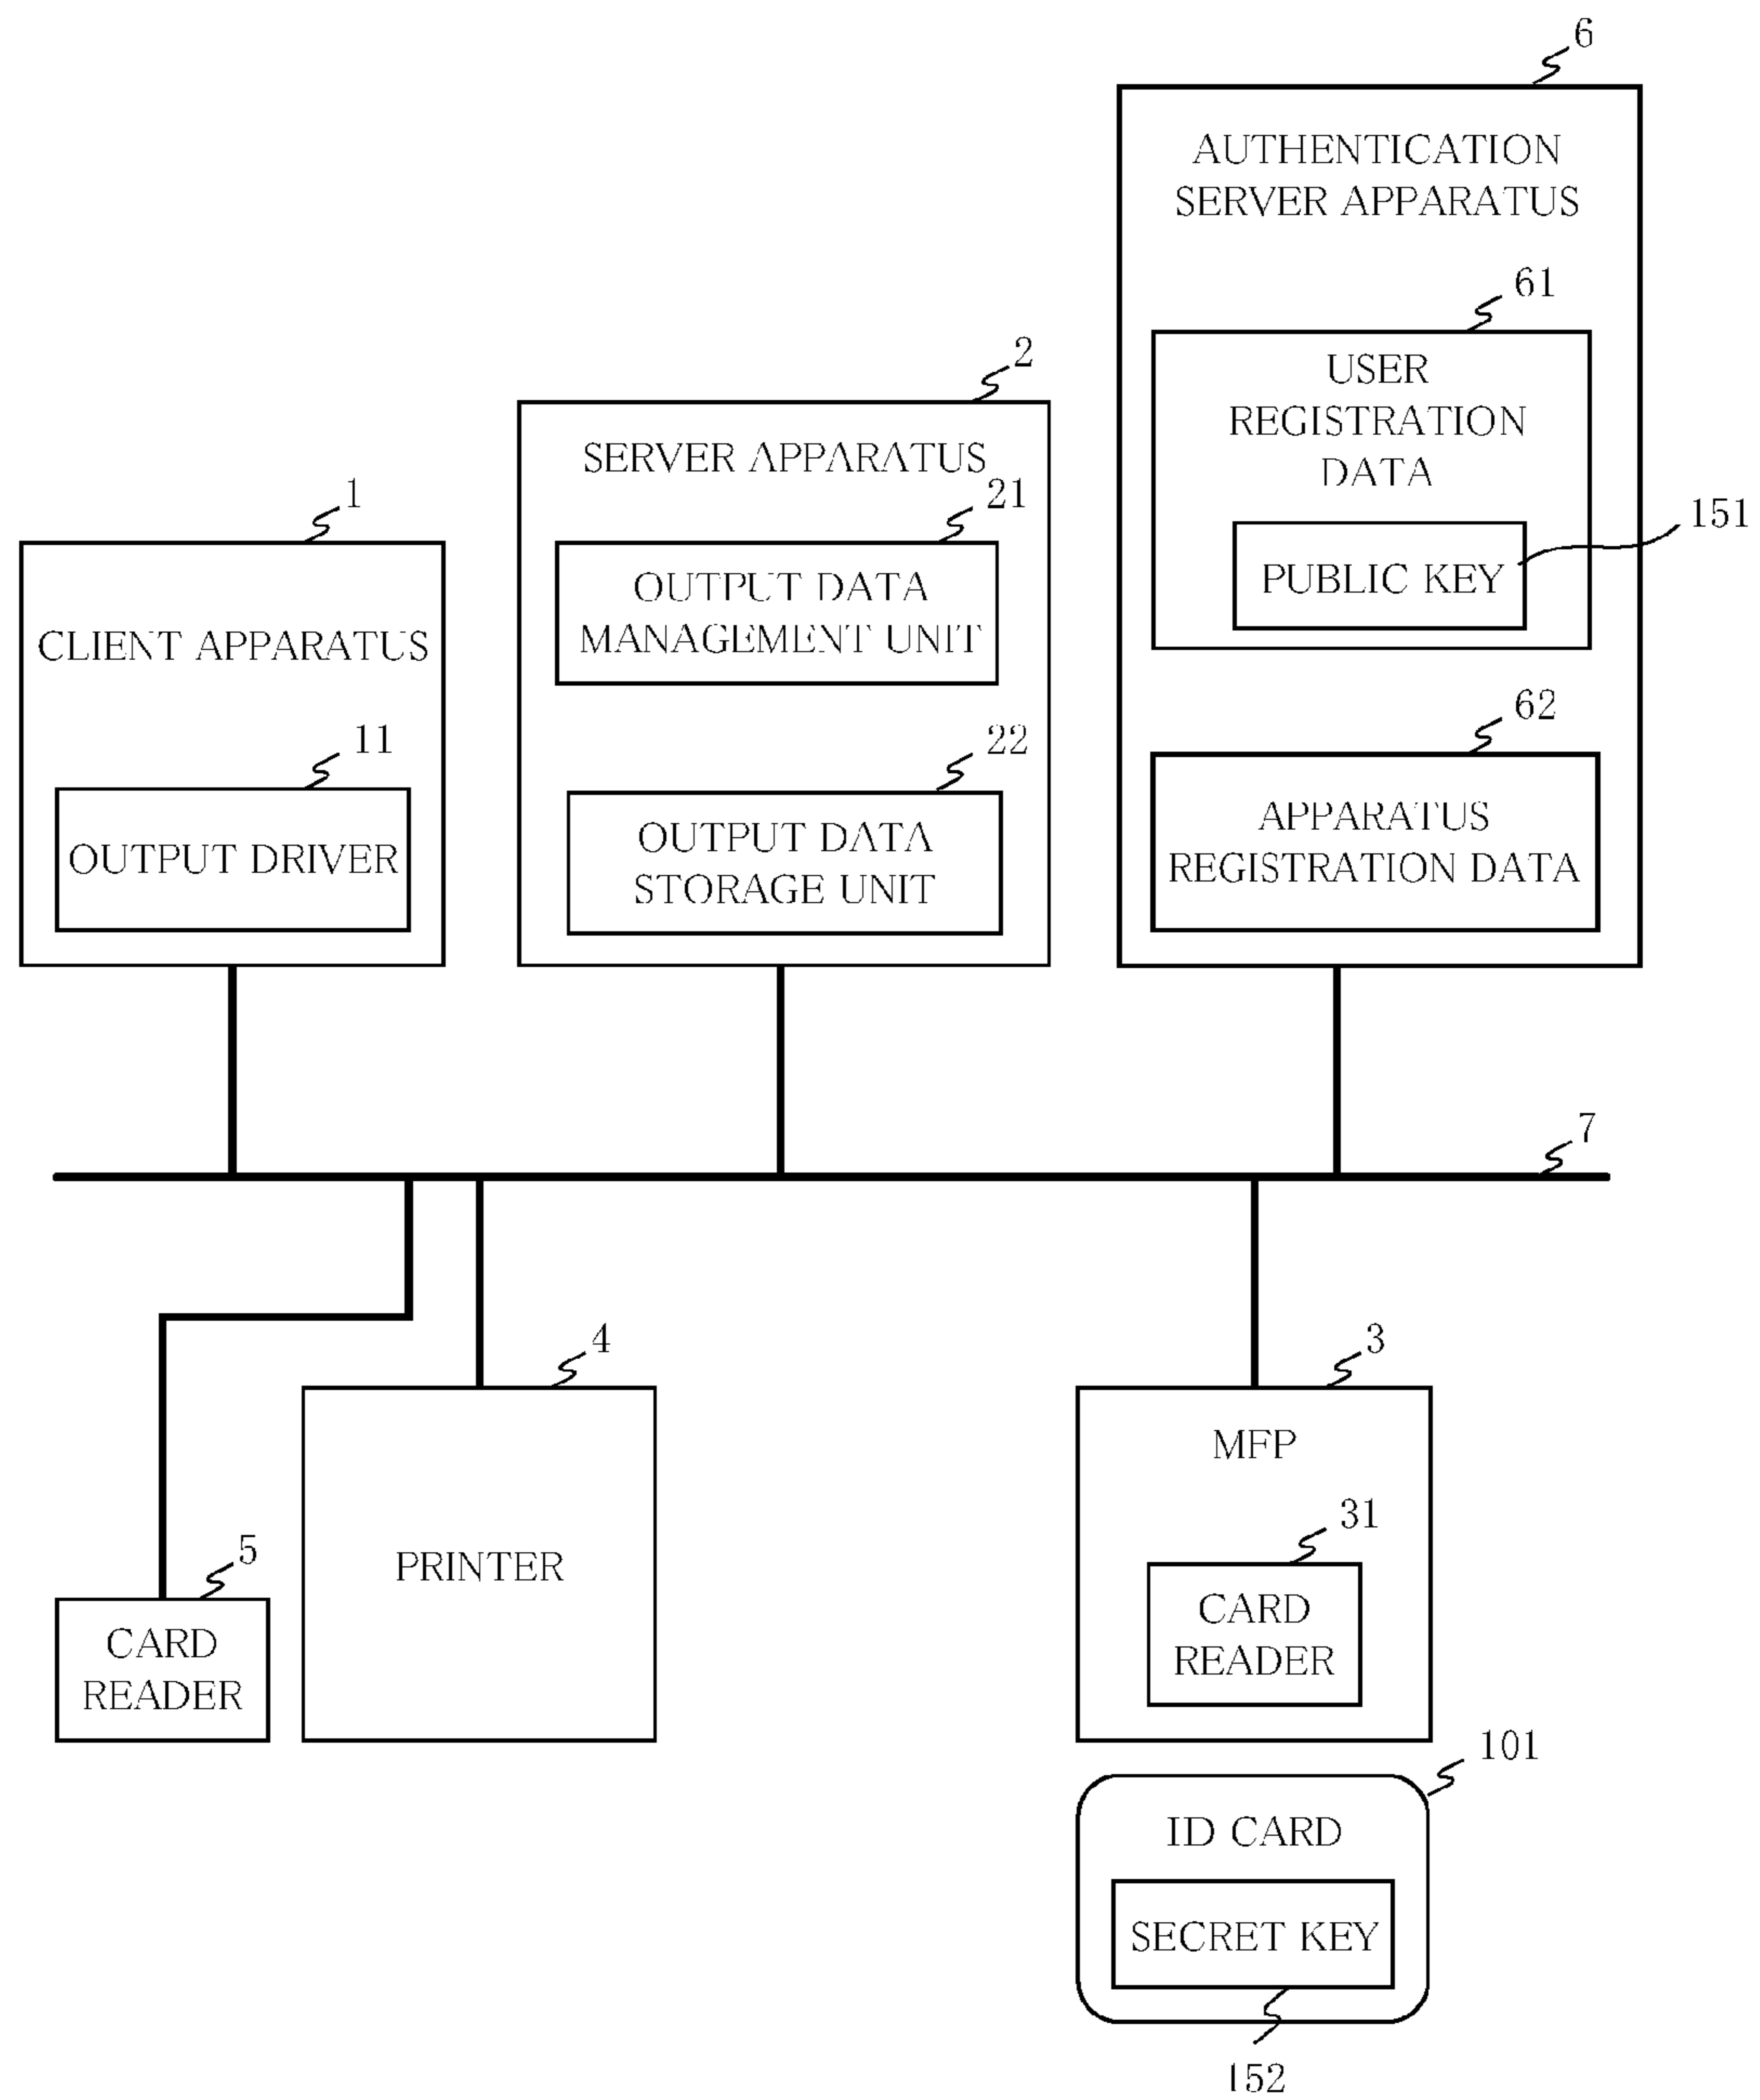 6
AUTHENTICATION
SERVER APPARATUS
61
USER
REGISTRATION
DATA
151
PUBLIC KEY
62
APPARATUS
REGISTRATION DATA
2
SERVER APPARATUS
21
OUTPUT DATA
MANAGEMENT UNIT
22
OUTPUT DATA
STORAGE UNIT
1
CLIENT APPARATUS
11
OUTPUT DRIVER
7
4
PRINTER
5
CARD
READER
3
MFP
31
CARD
READER
101
ID CARD
SECRET KEY
152